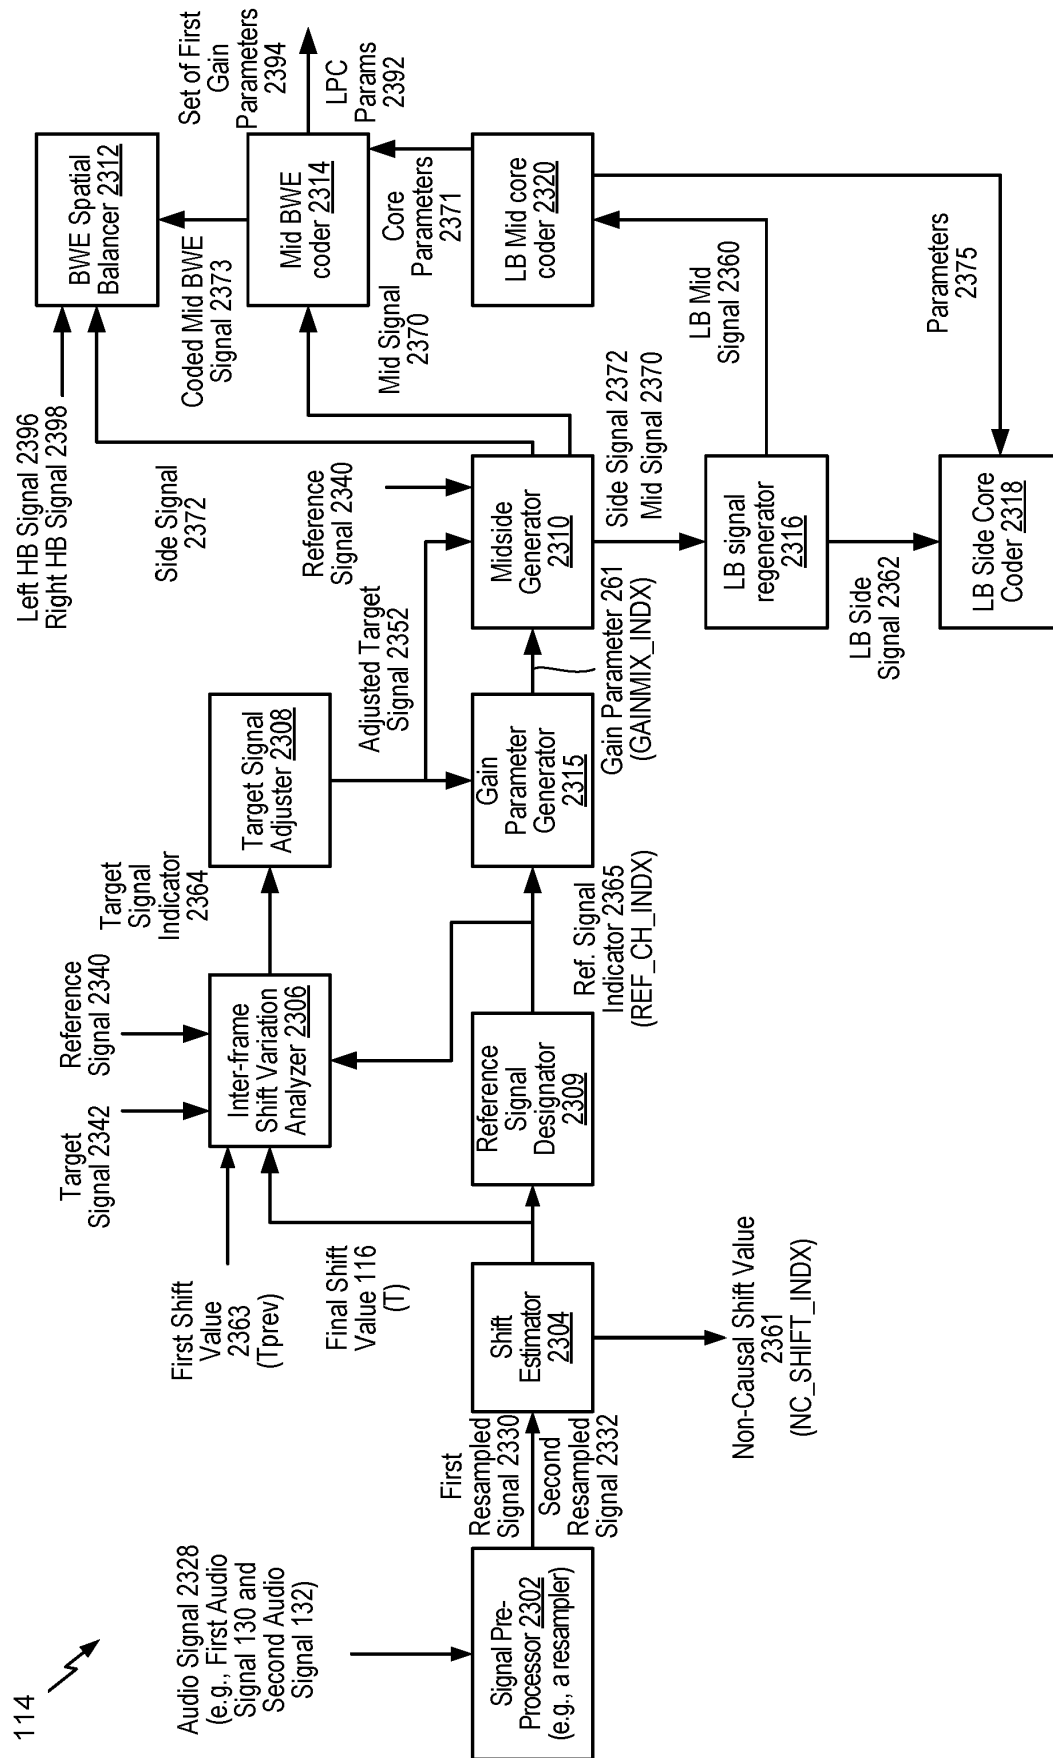 114
Audio Signal 2328
(e.g., First Audio
Signal 130 and
Second Audio
Signal 132)
Signal Pre-
Processor 2302
(e.g., a resampler)
First
Resampled
Signal 2330
Second
Resampled
Signal 2332
Shift
Estimator
2304
Non-Causal Shift Value
2361
(NC_SHIFT_INDX)
First Shift
Value
2363
(Tprev)
Final Shift
Value 116
(T)
Target
Signal 2342
Reference
Signal 2340
Inter-frame
Shift Variation
Analyzer 2306
Reference
Signal
Designator
2309
Ref. Signal
Indicator 2365
(REF_CH_INDX)
Target
Signal
Indicator
2364
Target Signal
Adjuster 2308
Adjusted Target
Signal 2352
Gain
Parameter
Generator
2315
Gain Parameter 261
(GAINMIX_INDX)
Reference
Signal 2340
Midside
Generator
2310
Side Signal
2372
Left HB Signal 2396
Right HB Signal 2398
Side Signal 2372
Mid Signal 2370
LB signal
regenerator
2316
LB Side
Signal 2362
LB Side Core
Coder 2318
LB Mid
Signal 2360
Parameters
2375
Mid Signal
2370
Coded Mid BWE
Signal 2373
Core
Parameters
2371
BWE Spatial
Balancer 2312
Mid BWE
coder 2314
LB Mid core
coder 2320
Set of First
Gain
Parameters
2394
LPC
Params
2392